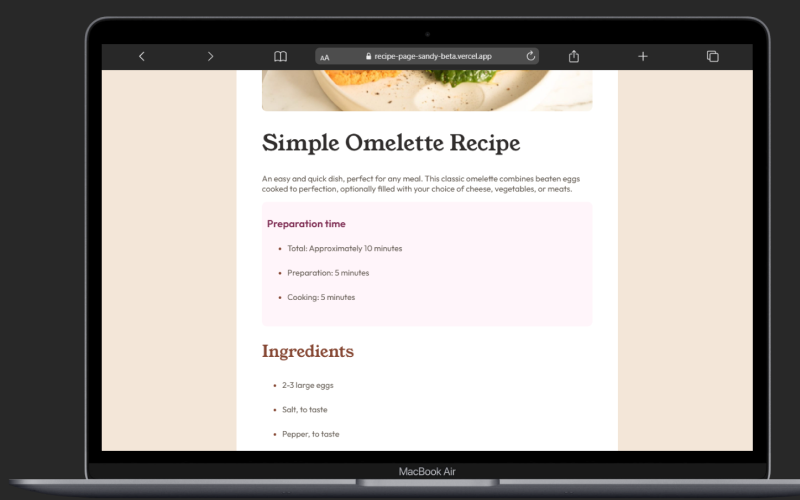 AA recipe-page-sandy-beta.vercel.app
Simple Omelette Recipe
An easy and quick dish, perfect for any meal. This classic omelette combines beaten eggs
cooked to perfection, optionally filled with your choice of cheese, vegetables, or meats.
Preparation time
• Total: Approximately 10 minutes
• Preparation: 5 minutes
• Cooking: 5 minutes
Ingredients
• 2-3 large eggs
• Salt, to taste
• Pepper, to taste
MacBook Air